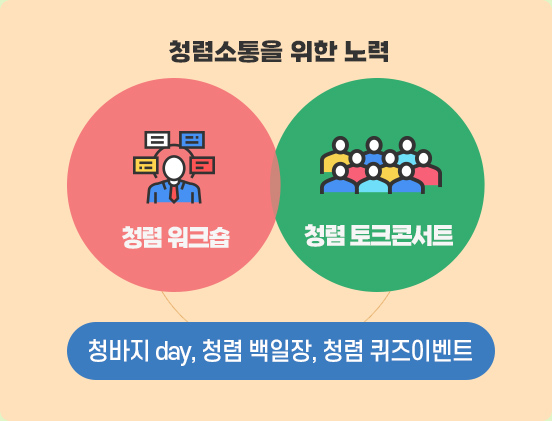 청렴소통을 위한 노력
청렴 워크숍
청렴 토크콘서트
청바지 day, 청렴 백일장, 청렴 퀴즈이벤트